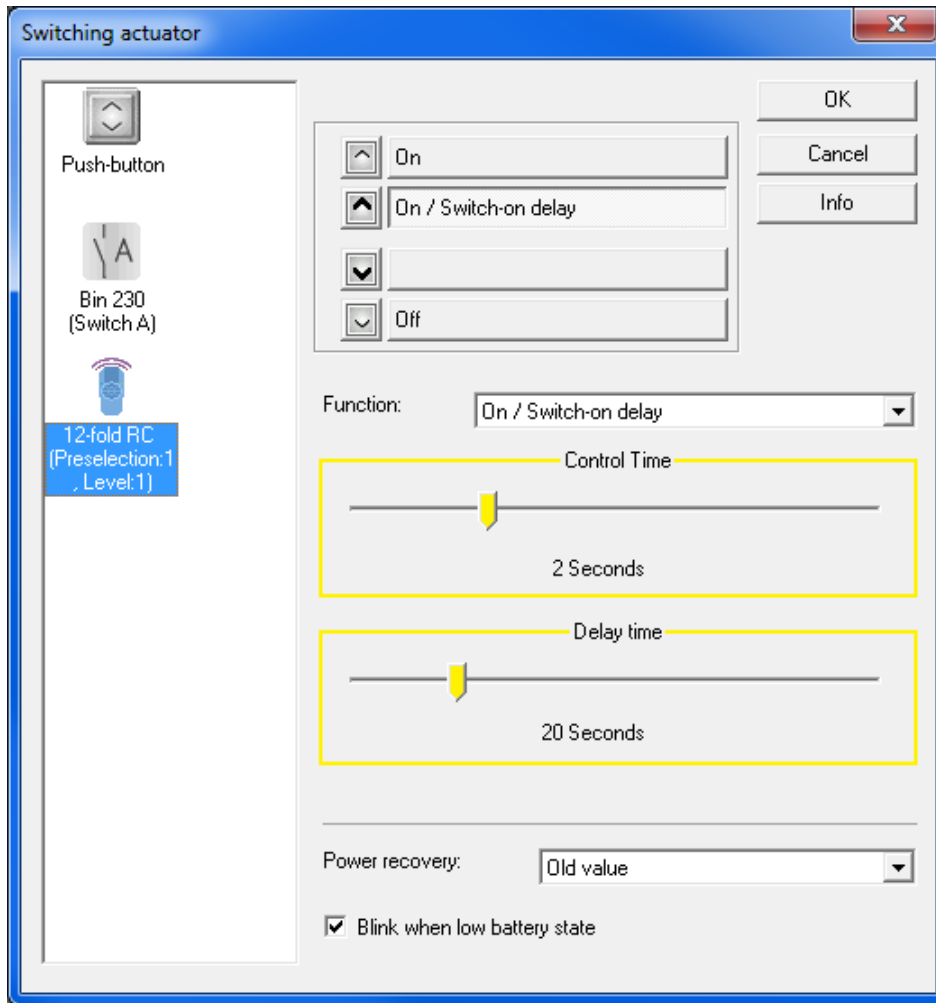 Switching actuator
Push-button
A
Bin 230
(Switch A)
12-fold RC
(Preselection:1
, Level:1)
On
On / Switch-on delay
Off
OK
Cancel
Info
Function:
On / Switch-on delay
Control Time
2 Seconds
Delay time
20 Seconds
Power recovery:
Old value
Blink when low battery state